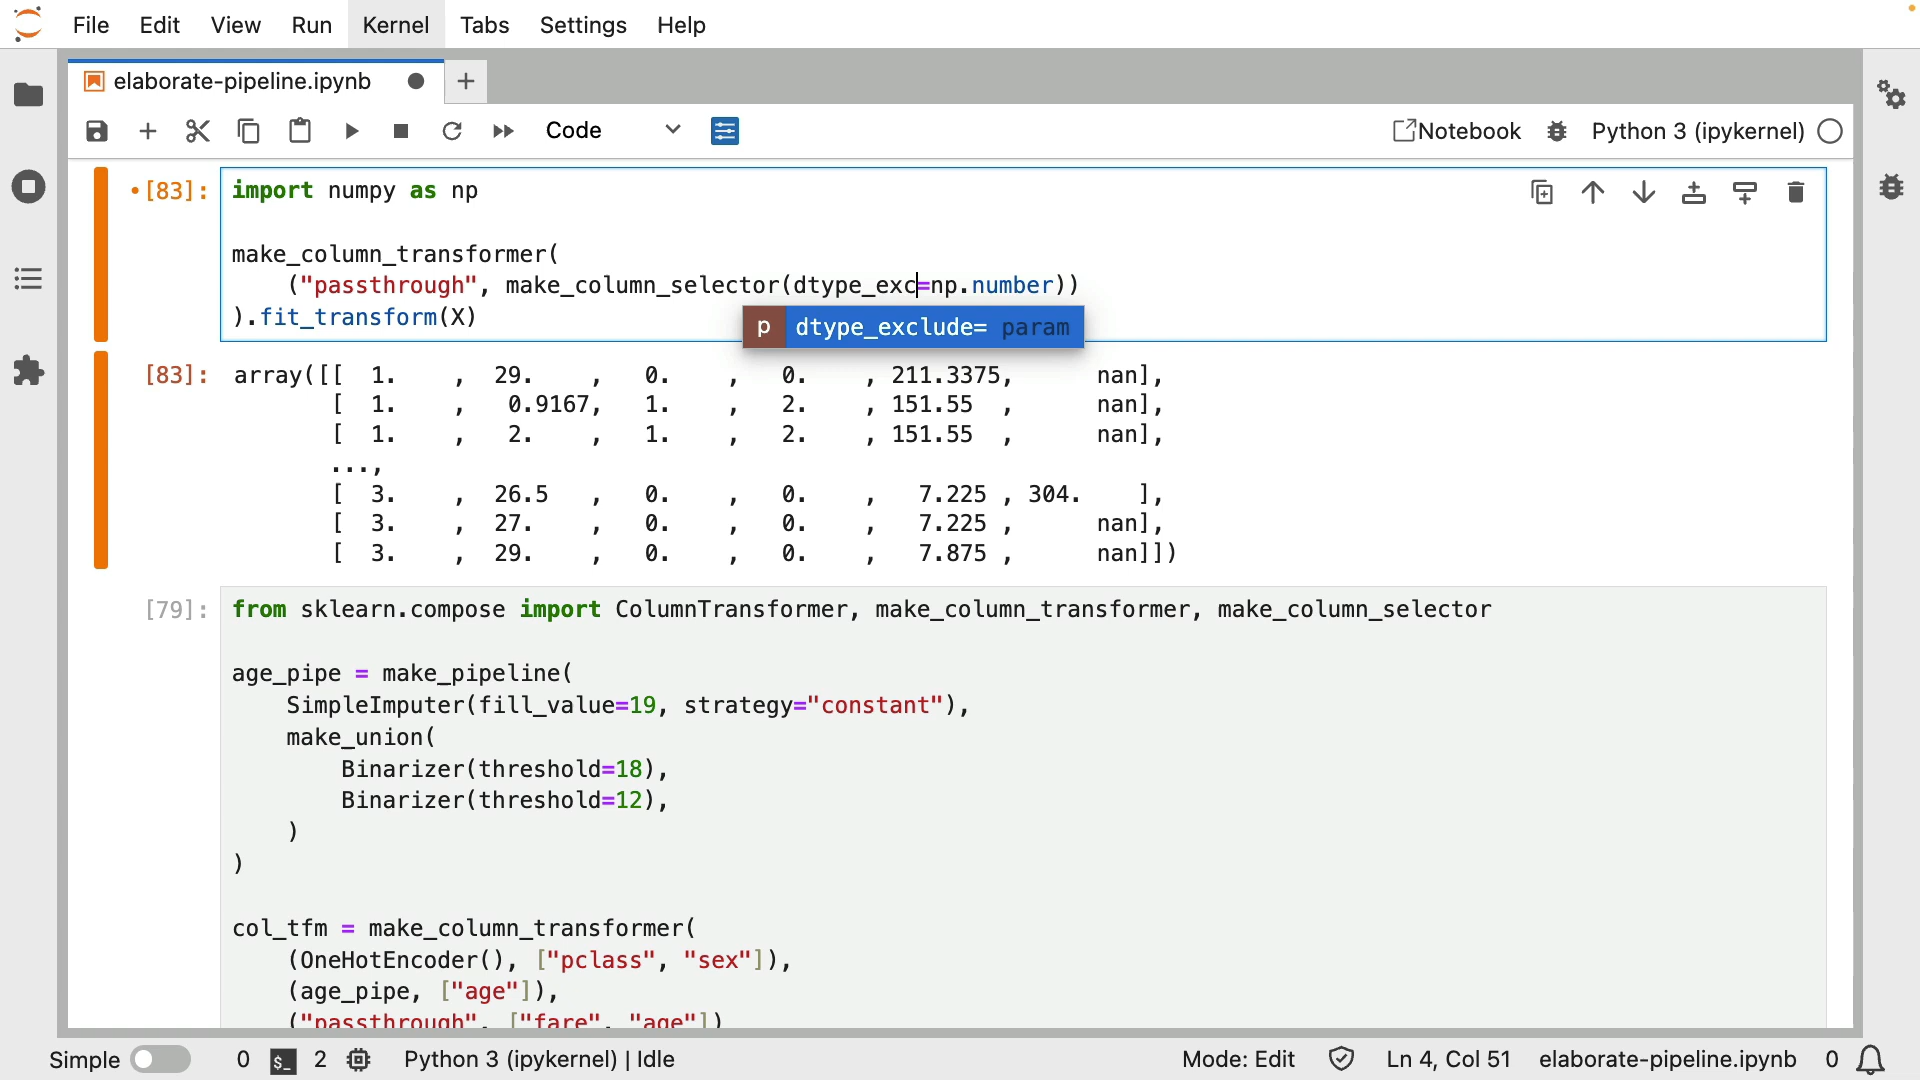 File Edit View Run Kernel Tabs Settings Help
elaborate-pipeline.ipynb
Code Notebook Python 3 (ipykernel)
[83]: import numpy as np
make_column_transformer(
("passthrough", make_column_selector(dtype_exc=np.number))
).fit_transform(X)
p dtype_exclude= param
[83]: array([[ 1. , 29. , 0. , 0. , 211.3375, nan],
[ 1. , 0.9167, 1. , 2. , 151.55 , nan],
[ 1. , 2. , 1. , 2. , 151.55 , nan],
...,
[ 3. , 26.5 , 0. , 0. , 7.225 , 304. ],
[ 3. , 27. , 0. , 0. , 7.225 , nan],
[ 3. , 29. , 0. , 0. , 7.875 , nan]])
[79]: from sklearn.compose import ColumnTransformer, make_column_transformer, make_column_selector
age_pipe = make_pipeline(
SimpleImputer(fill_value=19, strategy="constant"),
make_union(
Binarizer(threshold=18),
Binarizer(threshold=12),
)
)
col_tfm = make_column_transformer(
(OneHotEncoder(), ["pclass", "sex"]),
(age_pipe, ["age"]),
("passthrough", ["fare", "age"])
Simple 0 $_ 2 Python 3 (ipykernel) | Idle Mode: Edit Ln 4, Col 51 elaborate-pipeline.ipynb 0